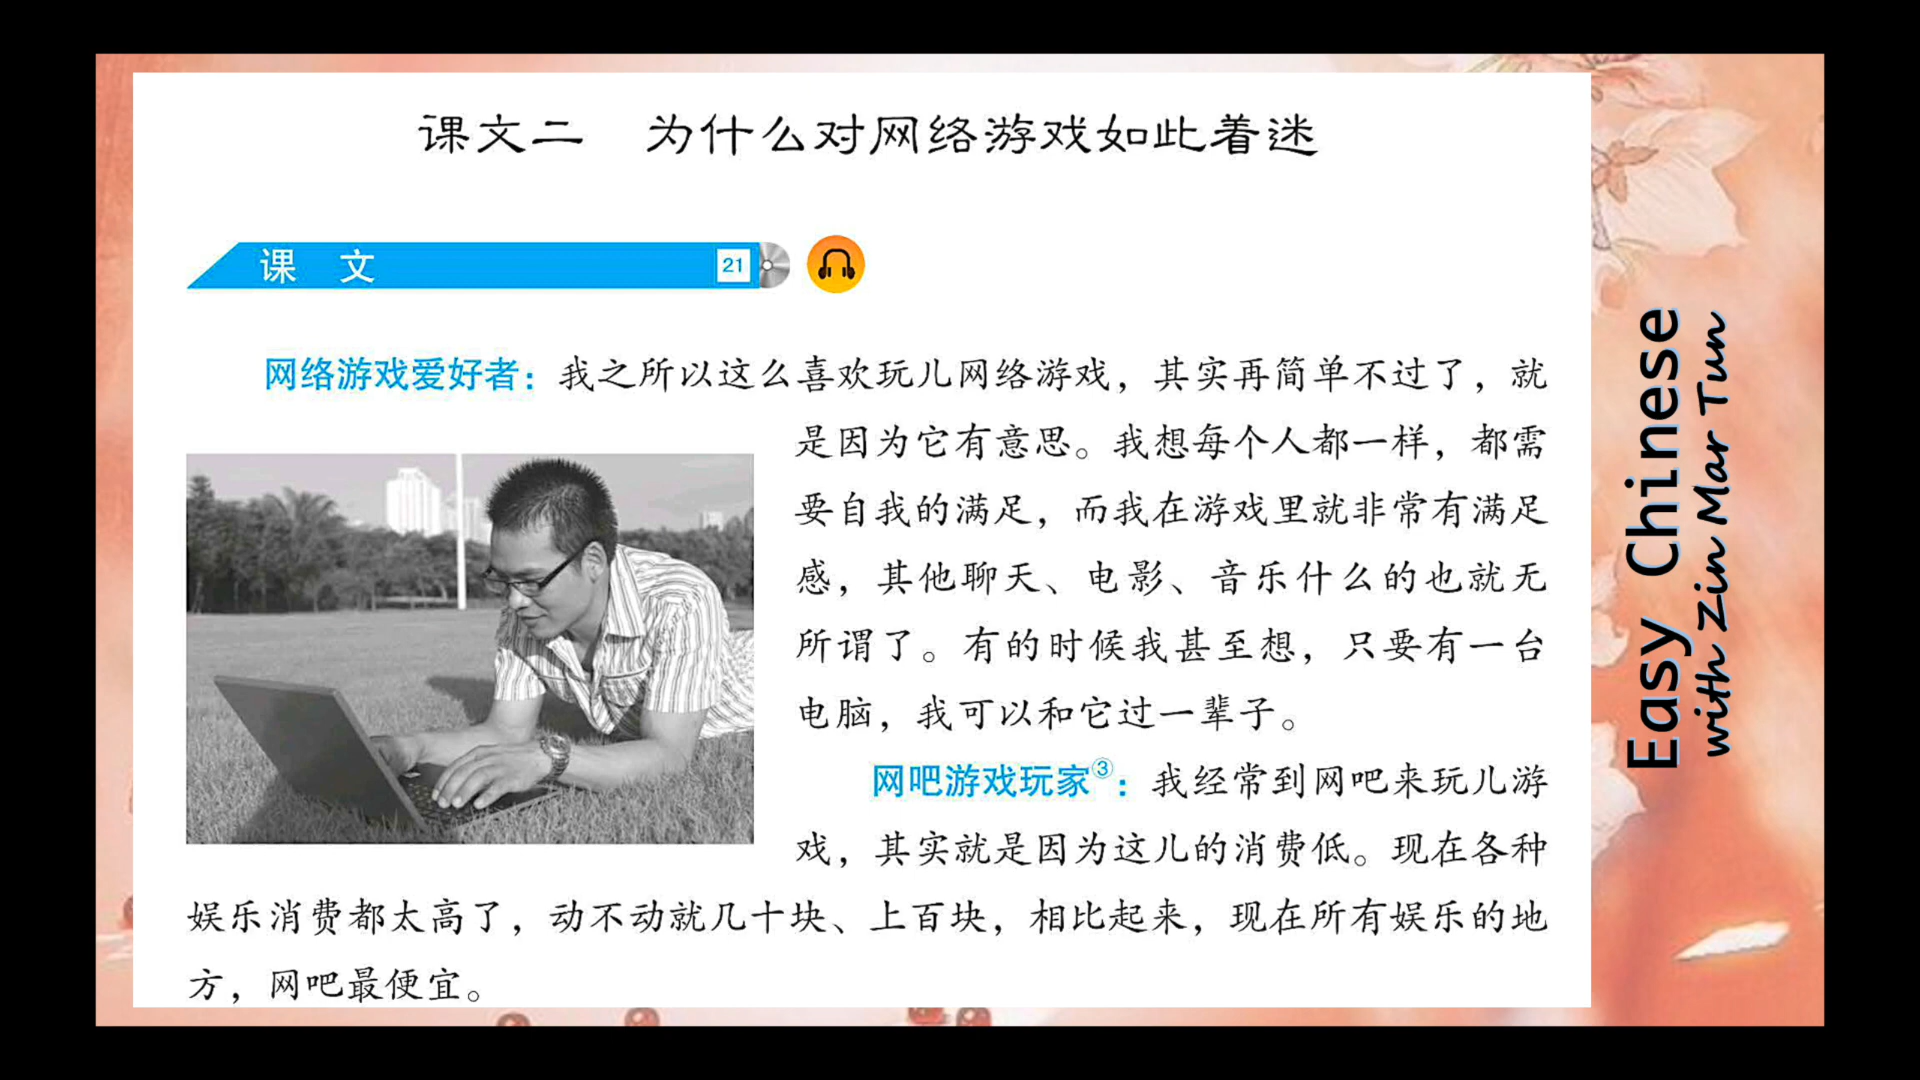 课文二 为什么对网络游戏如此着迷
课 文 21
网络游戏爱好者：我之所以这么喜欢玩儿网络游戏，其实再简单不过了，就
是因为它有意思。我想每个人都一样，都需
要自我的满足，而我在游戏里就非常有满足
感，其他聊天、电影、音乐什么的也就无
所谓了。有的时候我甚至想，只要有一台
电脑，我可以和它过一辈子。
网吧游戏玩家③：我经常到网吧来玩儿游
戏，其实就是因为这儿的消费低。现在各种
娱乐消费都太高了，动不动就几十块、上百块，相比起来，现在所有娱乐的地
方，网吧最便宜。
Easy Chinese
with Zin Mar Tun